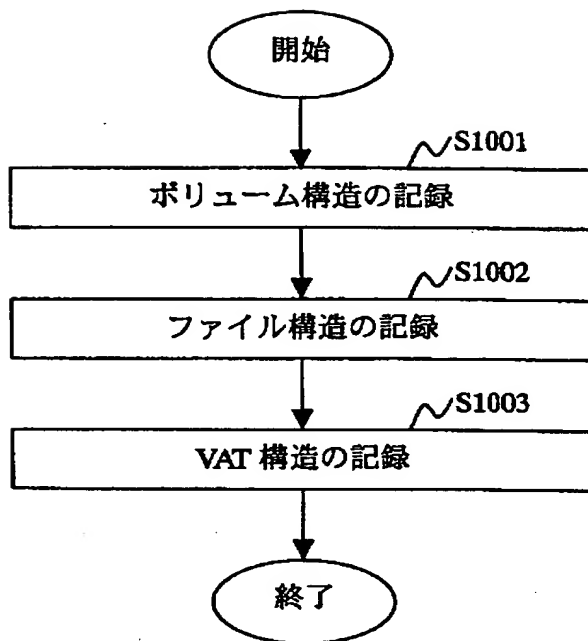 開始
S1001
ボリューム構造の記録
S1002
ファイル構造の記録
S1003
VAT 構造の記録
終了